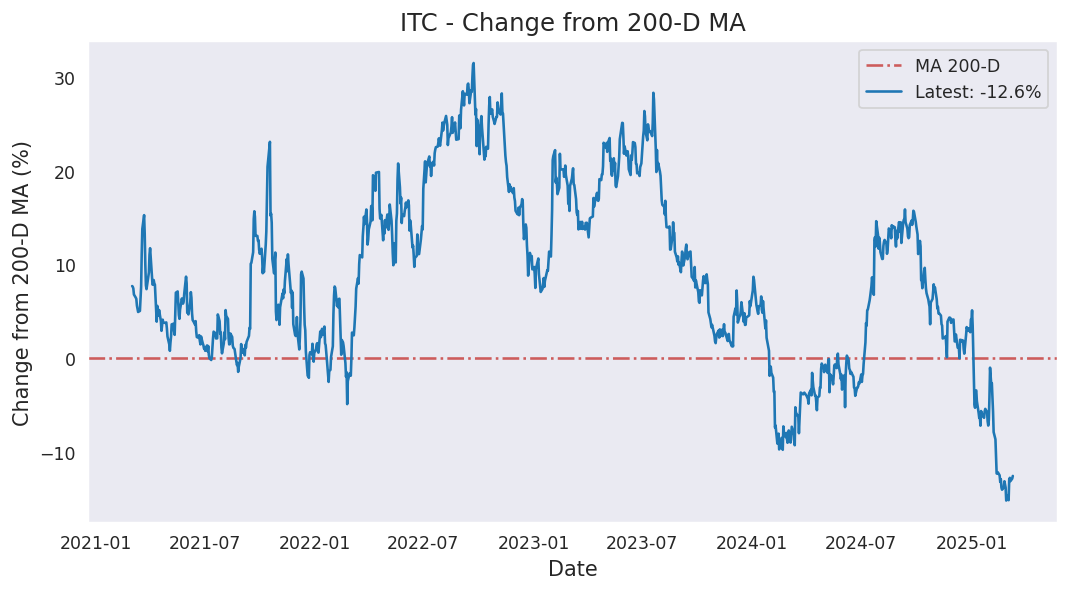 ITC - Change from 200-D MA
MA 200-D
Latest: -12.6%
Change from 200-D MA (%)
30
20
10
0
−10
2021-01 2021-07 2022-01 2022-07 2023-01 2023-07 2024-01 2024-07 2025-01
Date